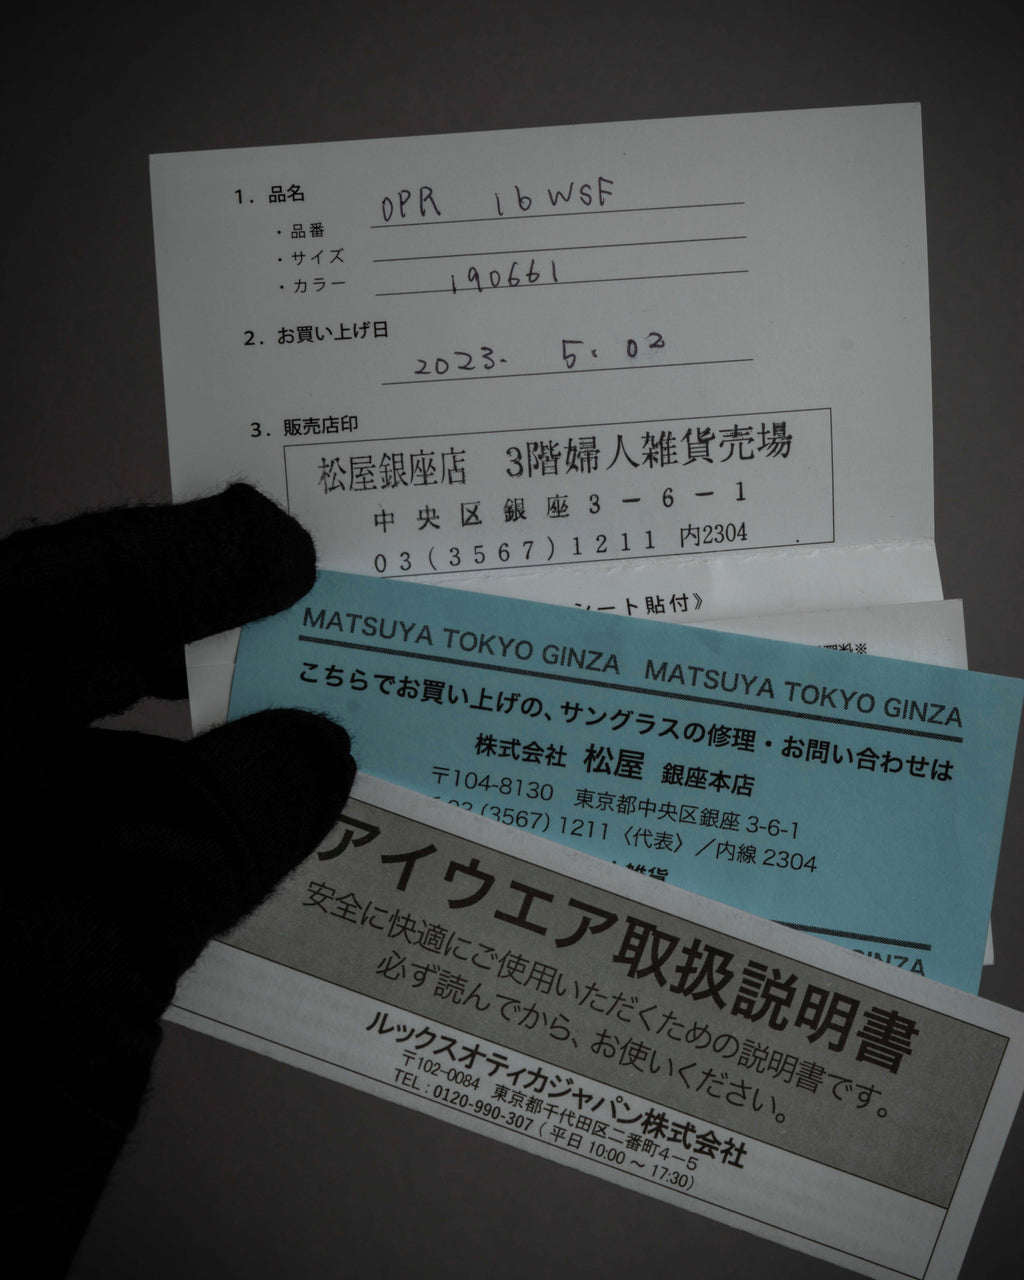 1. 品名 OPR 16WSF
・品番
・サイズ
・カラー 190661
2. お買い上げ日 2023. 5. 02
3. 販売店印
松屋銀座店 3階婦人雑貨売場
中央区銀座3-6-1
03(3567)1211 内2304
シート貼付》
MATSUYA TOKYO GINZA MATSUYA TOKYO GINZA
こちらでお買い上げの、サングラスの修理・お問い合わせは
株式会社 松屋 銀座本店
〒104-8130 東京都中央区銀座 3-6-1
03 (3567) 1211〈代表〉／内線 2304
雑貨
GINZA
アイウエア取扱説明書
安全に快適にご使用いただくための説明書です。
必ず読んでから、お使いください。
ルックスオティカジャパン株式会社
〒102-0084 東京都千代田区二番町4-5
TEL : 0120-990-307 ( 平日 10:00 ～ 17:30)